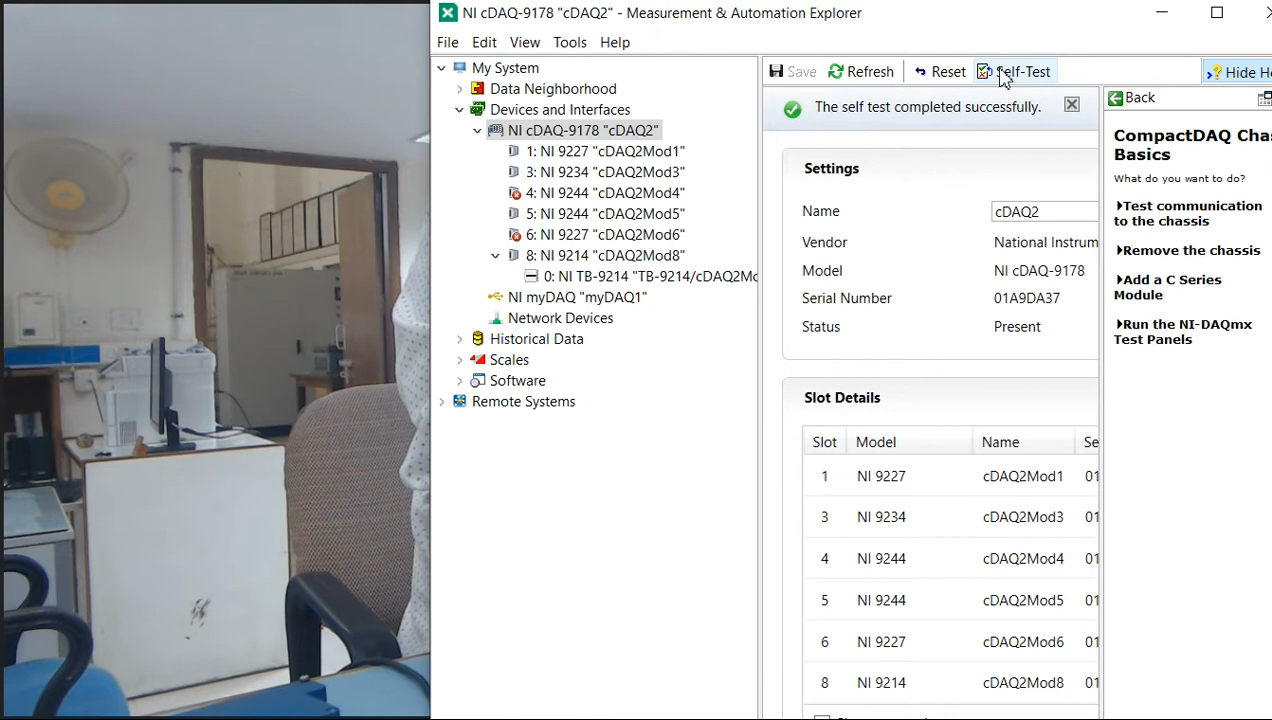 NI cDAQ-9178 "cDAQ2" - Measurement & Automation Explorer
File Edit View Tools Help
My System
Data Neighborhood
Devices and Interfaces
NI cDAQ-9178 "cDAQ2"
1: NI 9227 "cDAQ2Mod1"
3: NI 9234 "cDAQ2Mod3"
4: NI 9244 "cDAQ2Mod4"
5: NI 9244 "cDAQ2Mod5"
6: NI 9227 "cDAQ2Mod6"
8: NI 9214 "cDAQ2Mod8"
0: NI TB-9214 "TB-9214/cDAQ2Mo
NI myDAQ "myDAQ1"
Network Devices
Historical Data
Scales
Software
Remote Systems
Save Refresh Reset Self-Test Hide He
The self test completed successfully.
Settings
Name cDAQ2
Vendor National Instrum
Model NI cDAQ-9178
Serial Number 01A9DA37
Status Present
Slot Details
Slot Model Name Se
1 NI 9227 cDAQ2Mod1 01
3 NI 9234 cDAQ2Mod3 01
4 NI 9244 cDAQ2Mod4 01
5 NI 9244 cDAQ2Mod5 01
6 NI 9227 cDAQ2Mod6 01
8 NI 9214 cDAQ2Mod8 01
Back
CompactDAQ Chas
Basics
What do you want to do?
Test communication
to the chassis
Remove the chassis
Add a C Series
Module
Run the NI-DAQmx
Test Panels